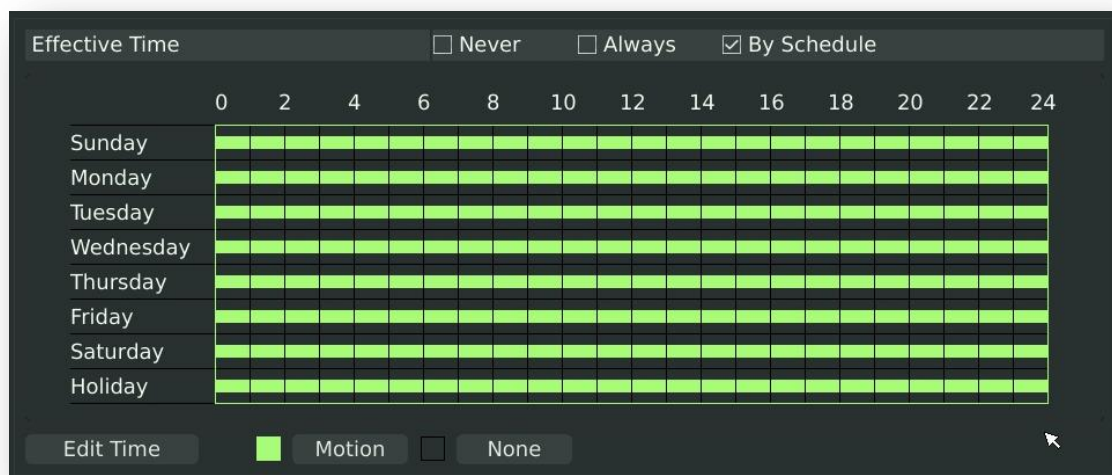 Effective Time Never Always By Schedule
0 2 4 6 8 10 12 14 16 18 20 22 24
Sunday
Monday
Tuesday
Wednesday
Thursday
Friday
Saturday
Holiday
Edit Time Motion None